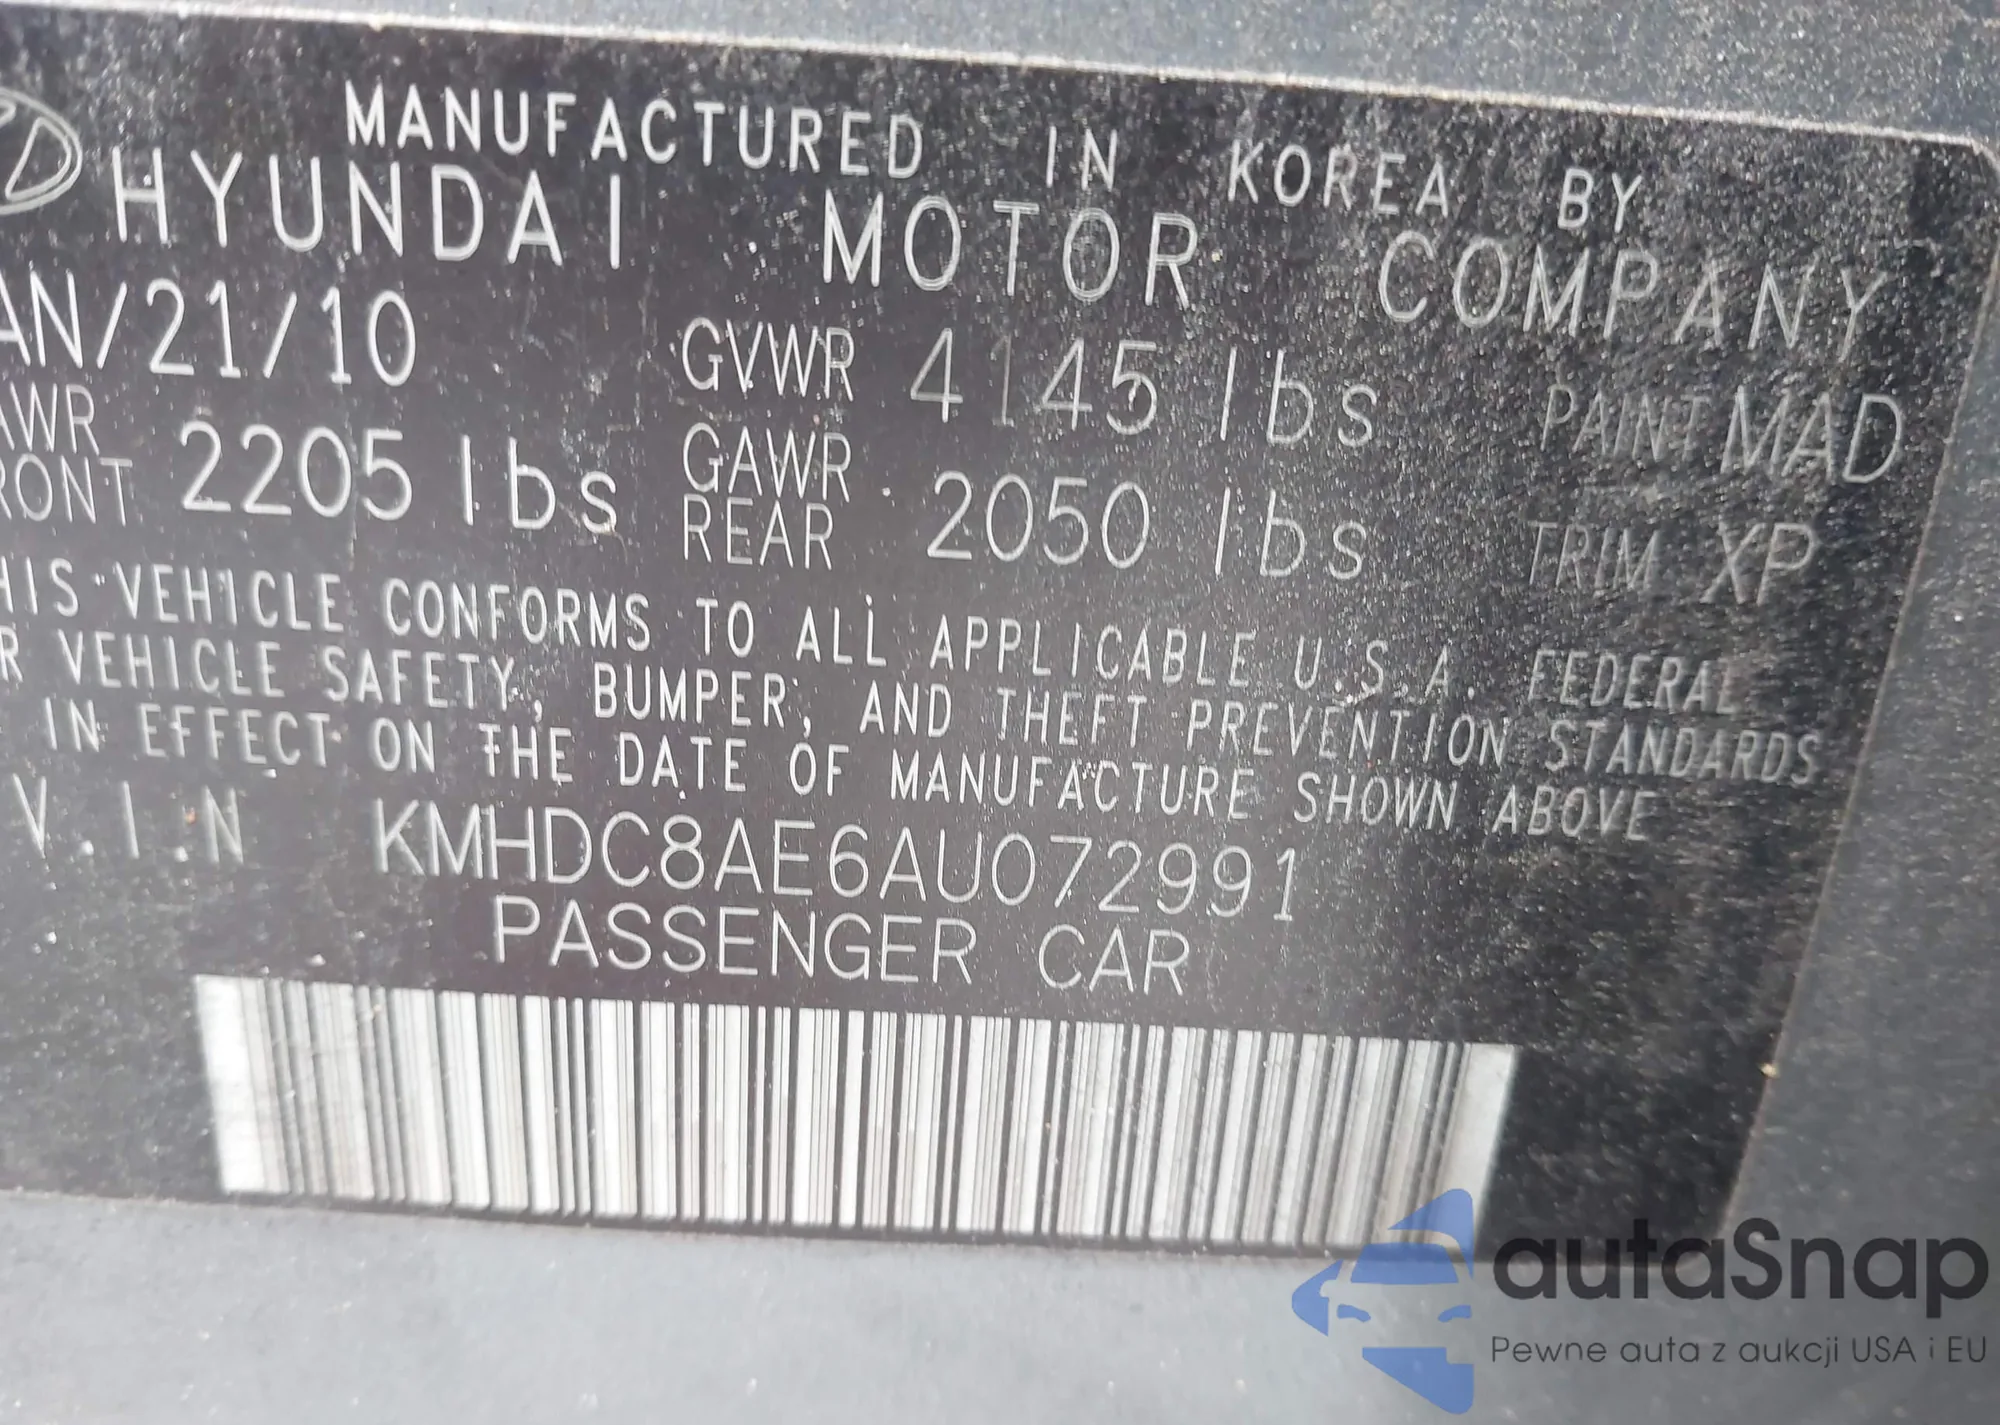 MANUFACTURED IN KOREA BY
HYUNDAI MOTOR COMPANY
AN/21/10 GVWR 4145 lbs PAINT MAD
AWR RONT 2205 lbs GAWR REAR 2050 lbs TRIM XP
HIS VEHICLE CONFORMS TO ALL APPLICABLE U.S.A. FEDERAL
R VEHICLE SAFETY, BUMPER, AND THEFT PREVENTION STANDARDS
IN EFFECT ON THE DATE OF MANUFACTURE SHOWN ABOVE
V.I.N KMHDC8AE6AU072991
PASSENGER CAR
autaSnap
Pewne auta z aukcji USA i EU